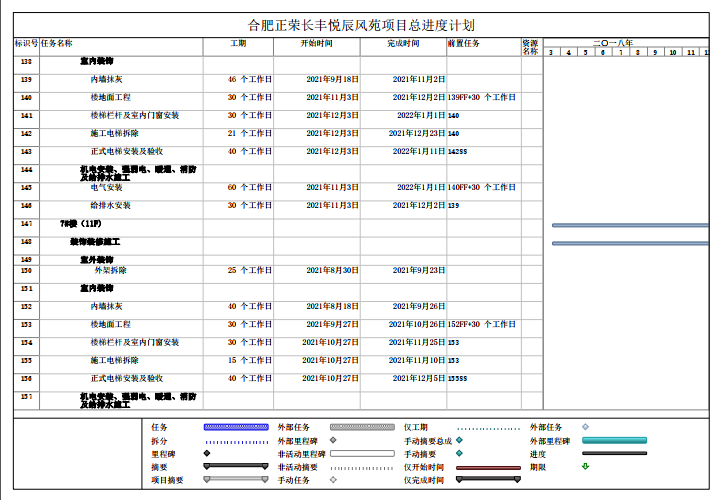 合肥正荣长丰悦辰风苑项目总进度计划
标识号 任务名称 工期 开始时间 完成时间 前置任务 资源名称 二〇一八年
3 4 5 6 7 8 9 10 11 12
138 室内装饰
139 内墙抹灰 46 个工作日 2021年9月18日 2021年11月2日
140 楼地面工程 30 个工作日 2021年11月3日 2021年12月2日 139FF+30 个工作日
141 楼梯栏杆及室内门窗安装 30 个工作日 2021年12月3日 2022年1月1日 140
142 施工电梯拆除 21 个工作日 2021年12月3日 2021年12月23日 140
143 正式电梯安装及验收 40 个工作日 2021年12月3日 2022年1月11日 142SS
144 机电安装、强弱电、暖通、消防
及给排水施工
145 电气安装 60 个工作日 2021年11月3日 2022年1月1日 140FF+30 个工作日
146 给排水安装 30 个工作日 2021年11月3日 2021年12月2日 139
147 7#楼（11F）
148 装饰装修施工
149 室外装饰
150 外架拆除 25 个工作日 2021年8月30日 2021年9月23日
151 室内装饰
152 内墙抹灰 40 个工作日 2021年8月18日 2021年9月26日
153 楼地面工程 30 个工作日 2021年9月27日 2021年10月26日 152FF+30 个工作日
154 楼梯栏杆及室内门窗安装 30 个工作日 2021年10月27日 2021年11月25日 153
155 施工电梯拆除 15 个工作日 2021年10月27日 2021年11月10日 153
156 正式电梯安装及验收 40 个工作日 2021年10月27日 2021年12月5日 155SS
157 机电安装、强弱电、暖通、消防
及给排水施工
任务 外部任务 仅工期 外部任务
拆分 外部里程碑 手动摘要总成 外部里程碑
里程碑 非活动里程碑 手动摘要 进度
摘要 非活动摘要 仅开始时间 期限
项目摘要 手动任务 仅完成时间